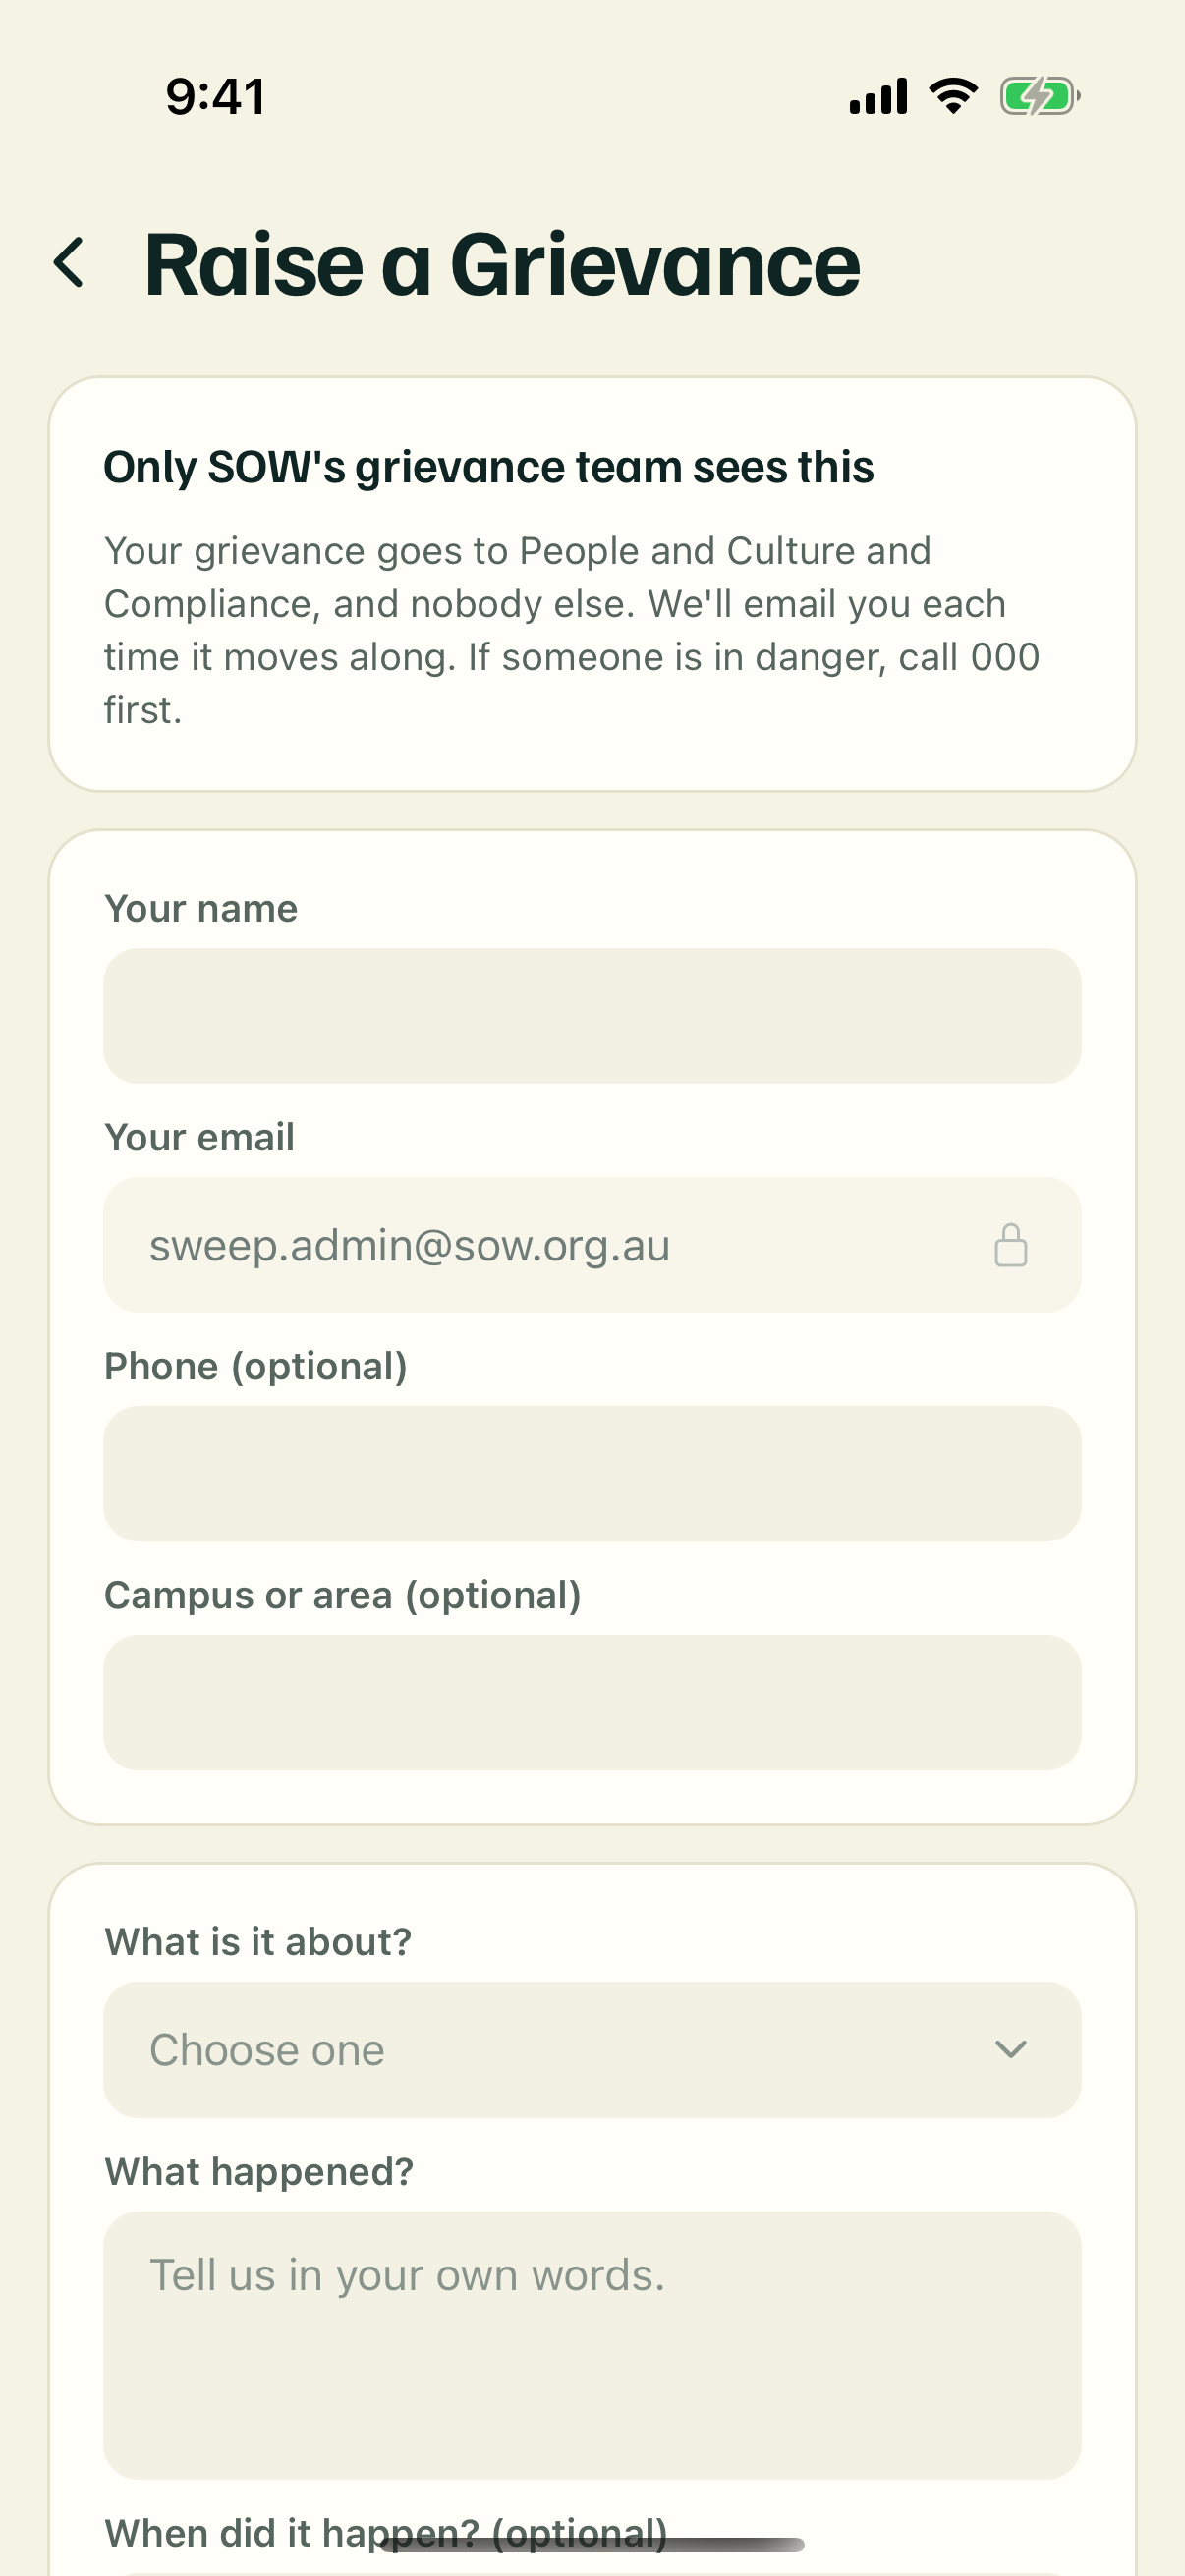 9:41
Raise a Grievance
Only SOW's grievance team sees this
Your grievance goes to People and Culture and
Compliance, and nobody else. We'll email you each
time it moves along. If someone is in danger, call 000
first.
Your name
Your email
sweep.admin@sow.org.au
Phone (optional)
Campus or area (optional)
What is it about?
Choose one
What happened?
Tell us in your own words.
When did it happen? (optional)